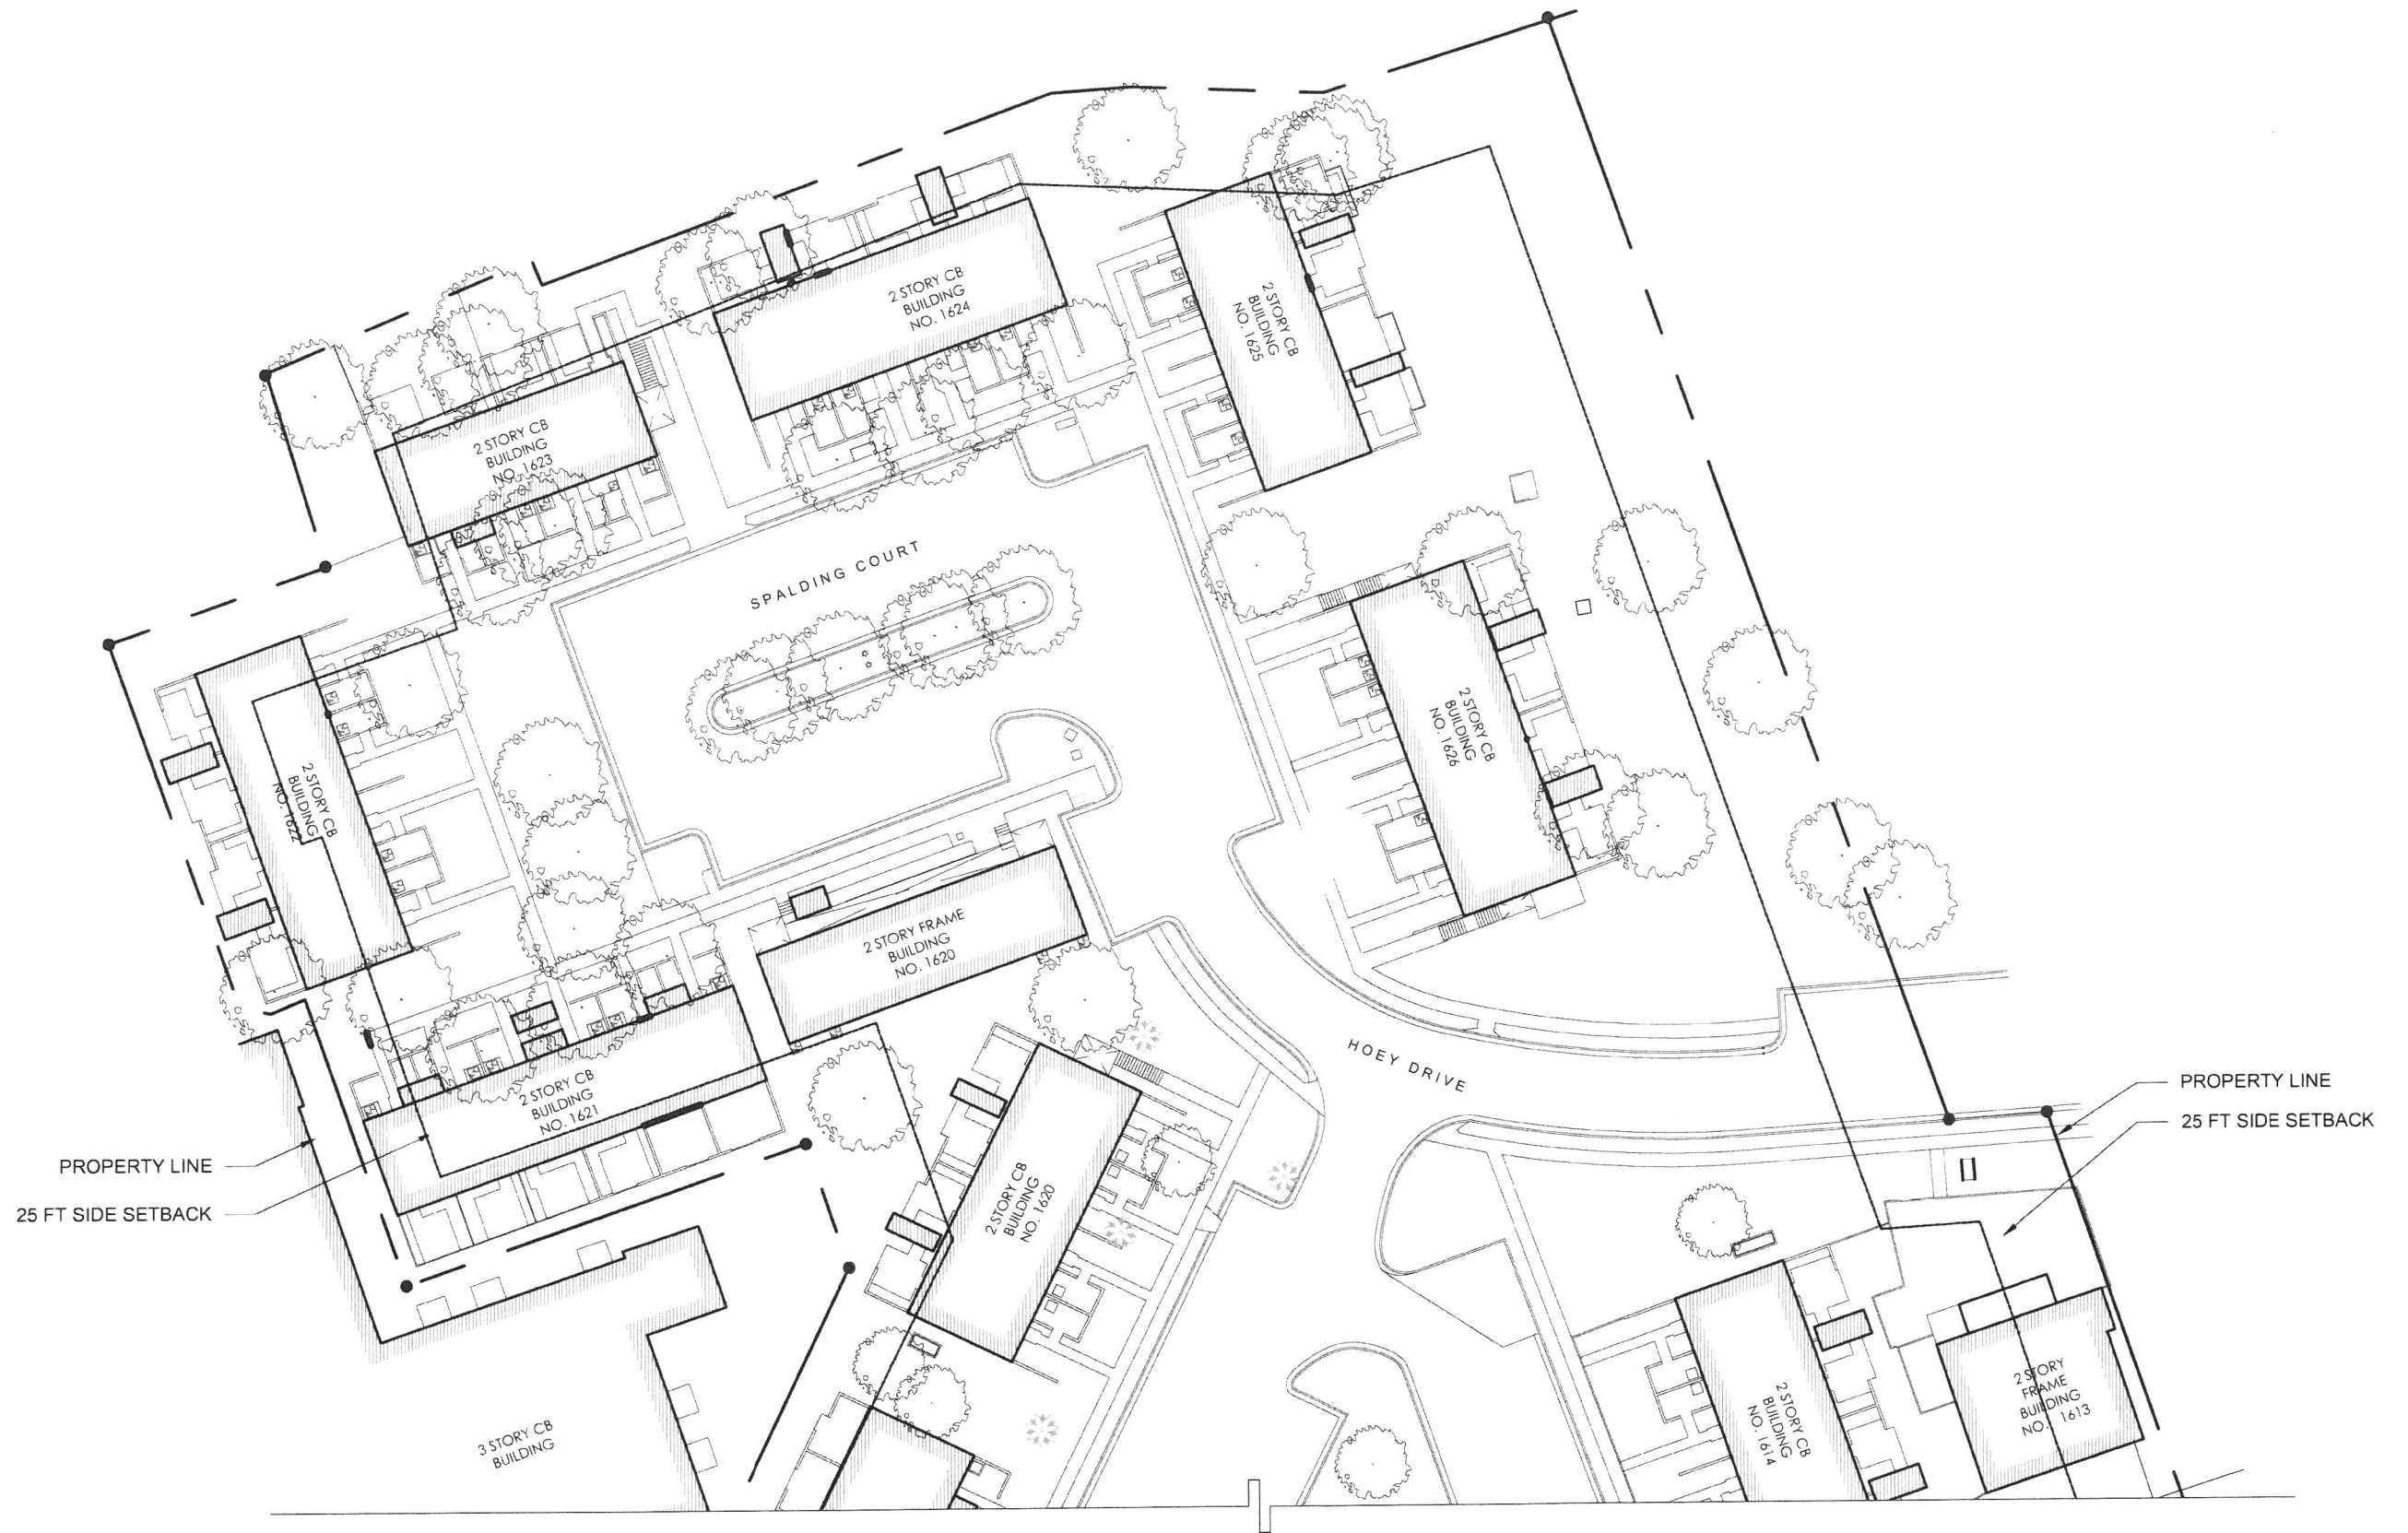 2 STORY CB
BUILDING
NO. 1624
2 STORY CB
BUILDING
NO. 1625
2 STORY CB
BUILDING
NO. 1623
SPALDING COURT
2 STORY CB
BUILDING
NO. 1626
2 STORY CB
BUILDING
NO. 1622
2 STORY FRAME
BUILDING
NO. 1620
2 STORY CB
BUILDING
NO. 1621
HOEY DRIVE
PROPERTY LINE
25 FT SIDE SETBACK
PROPERTY LINE
25 FT SIDE SETBACK
2 STORY CB
BUILDING
NO. 1620
2 STORY
FRAME
BUILDING
NO. 1613
2 STORY CB
BUILDING
NO. 1614
3 STORY CB
BUILDING